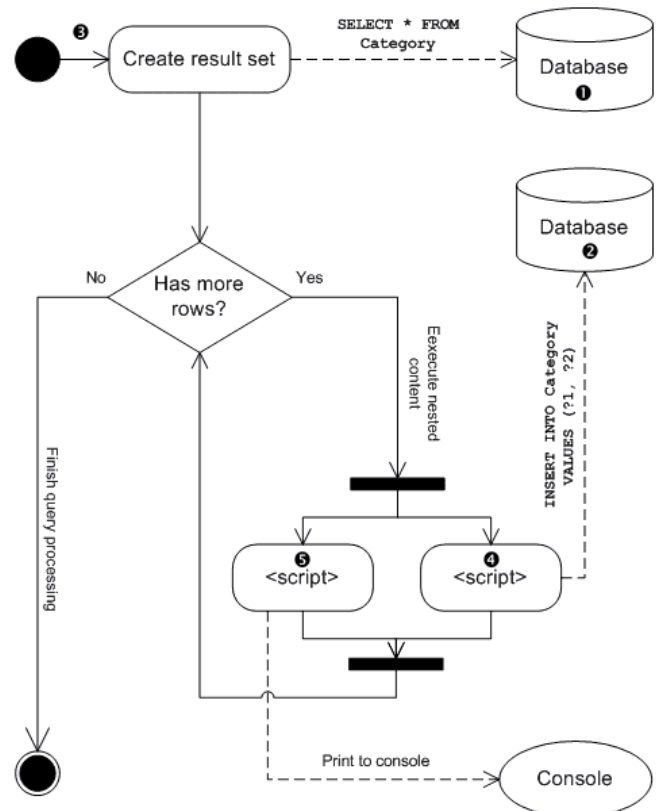 ❸
Create result set
SELECT * FROM
Category
Database
❶
Database
❷
No
Has more
rows?
Yes
Eexecute nested
content
INSERT INTO Category
VALUES (?1, ?2)
Finish query processing
❺
<script>
❹
<script>
Print to console
Console